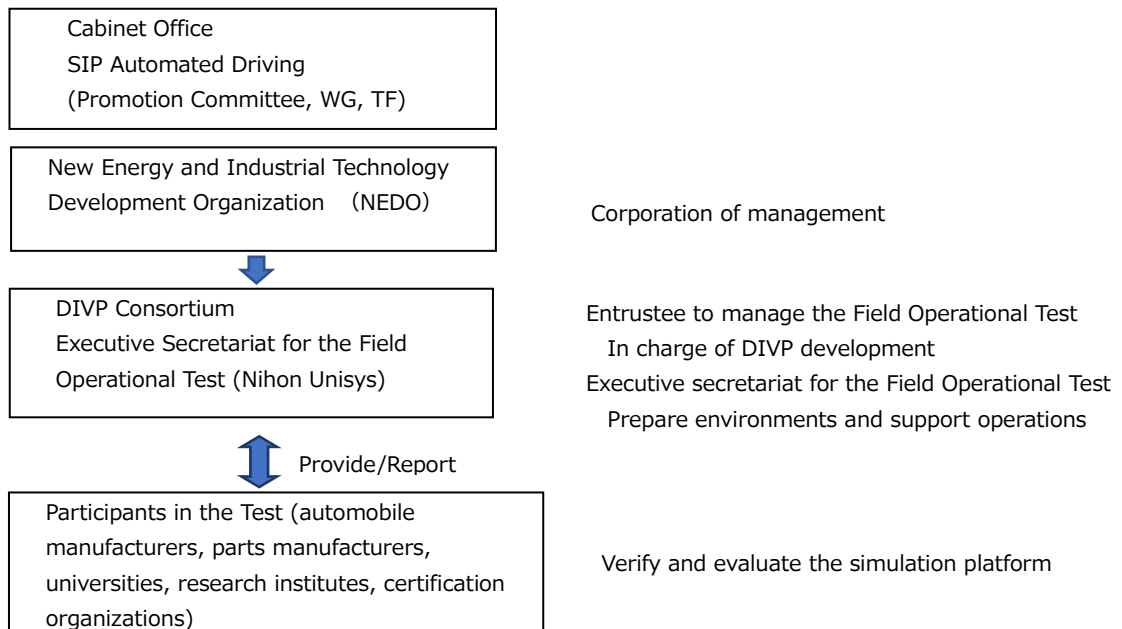 Cabinet Office
SIP Automated Driving
(Promotion Committee, WG, TF)
New Energy and Industrial Technology
Development Organization （NEDO）
Corporation of management
DIVP Consortium
Executive Secretariat for the Field
Operational Test (Nihon Unisys)
Entrustee to manage the Field Operational Test
In charge of DIVP development
Executive secretariat for the Field Operational Test
Prepare environments and support operations
Provide/Report
Participants in the Test (automobile
manufacturers, parts manufacturers,
universities, research institutes, certification
organizations)
Verify and evaluate the simulation platform